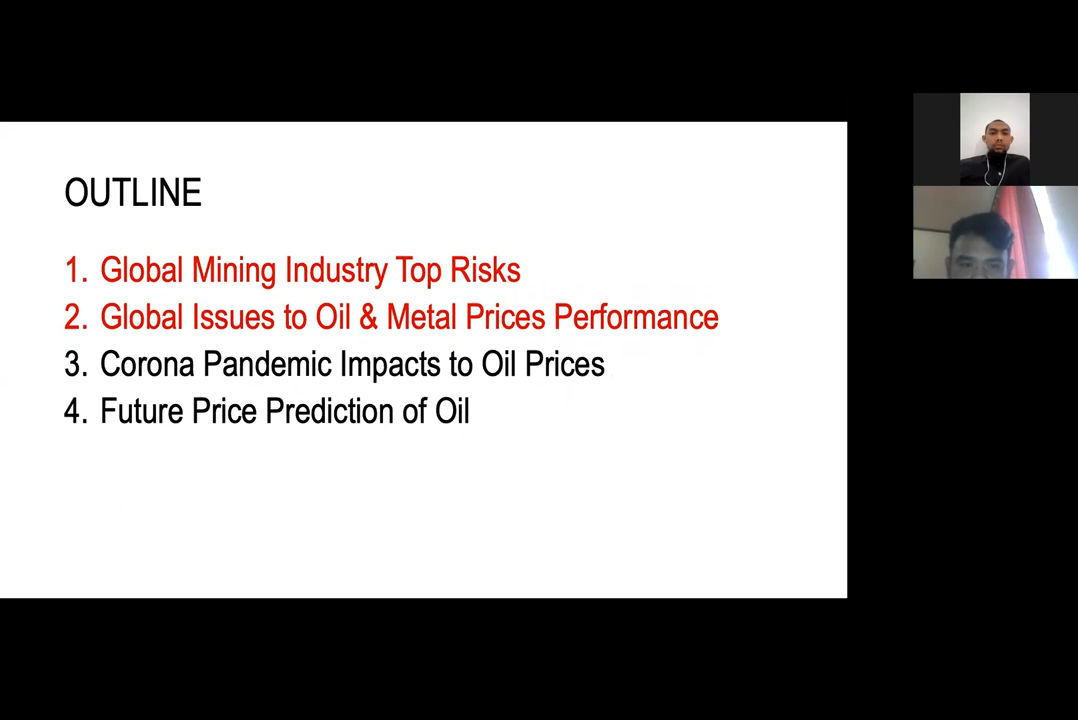 OUTLINE
1. Global Mining Industry Top Risks
2. Global Issues to Oil & Metal Prices Performance
3. Corona Pandemic Impacts to Oil Prices
4. Future Price Prediction of Oil